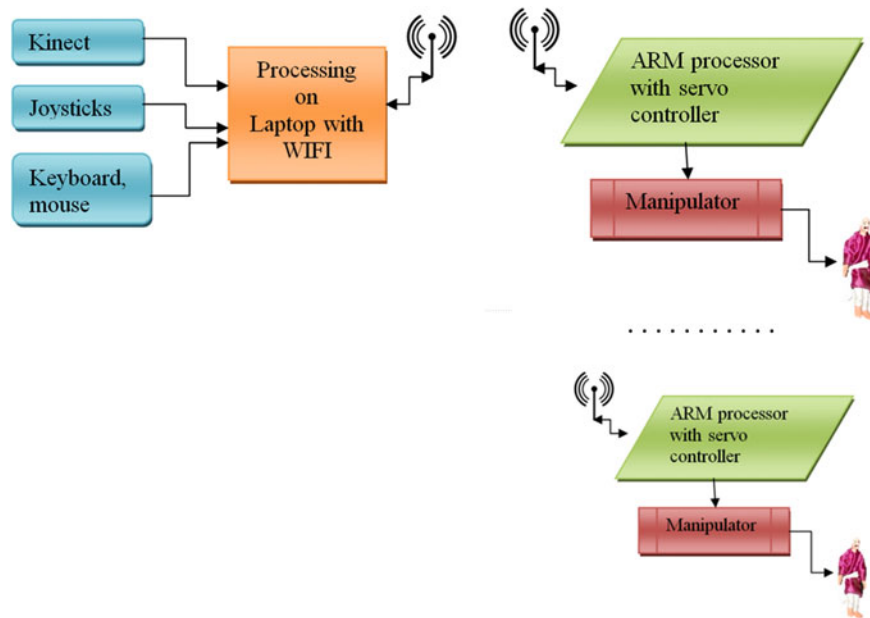 Kinect
Joysticks
Keyboard,
mouse
Processing
on
Laptop with
WIFI
ARM processor
with servo
controller
Manipulator
. . . . . . . . . . .
ARM processor
with servo
controller
Manipulator